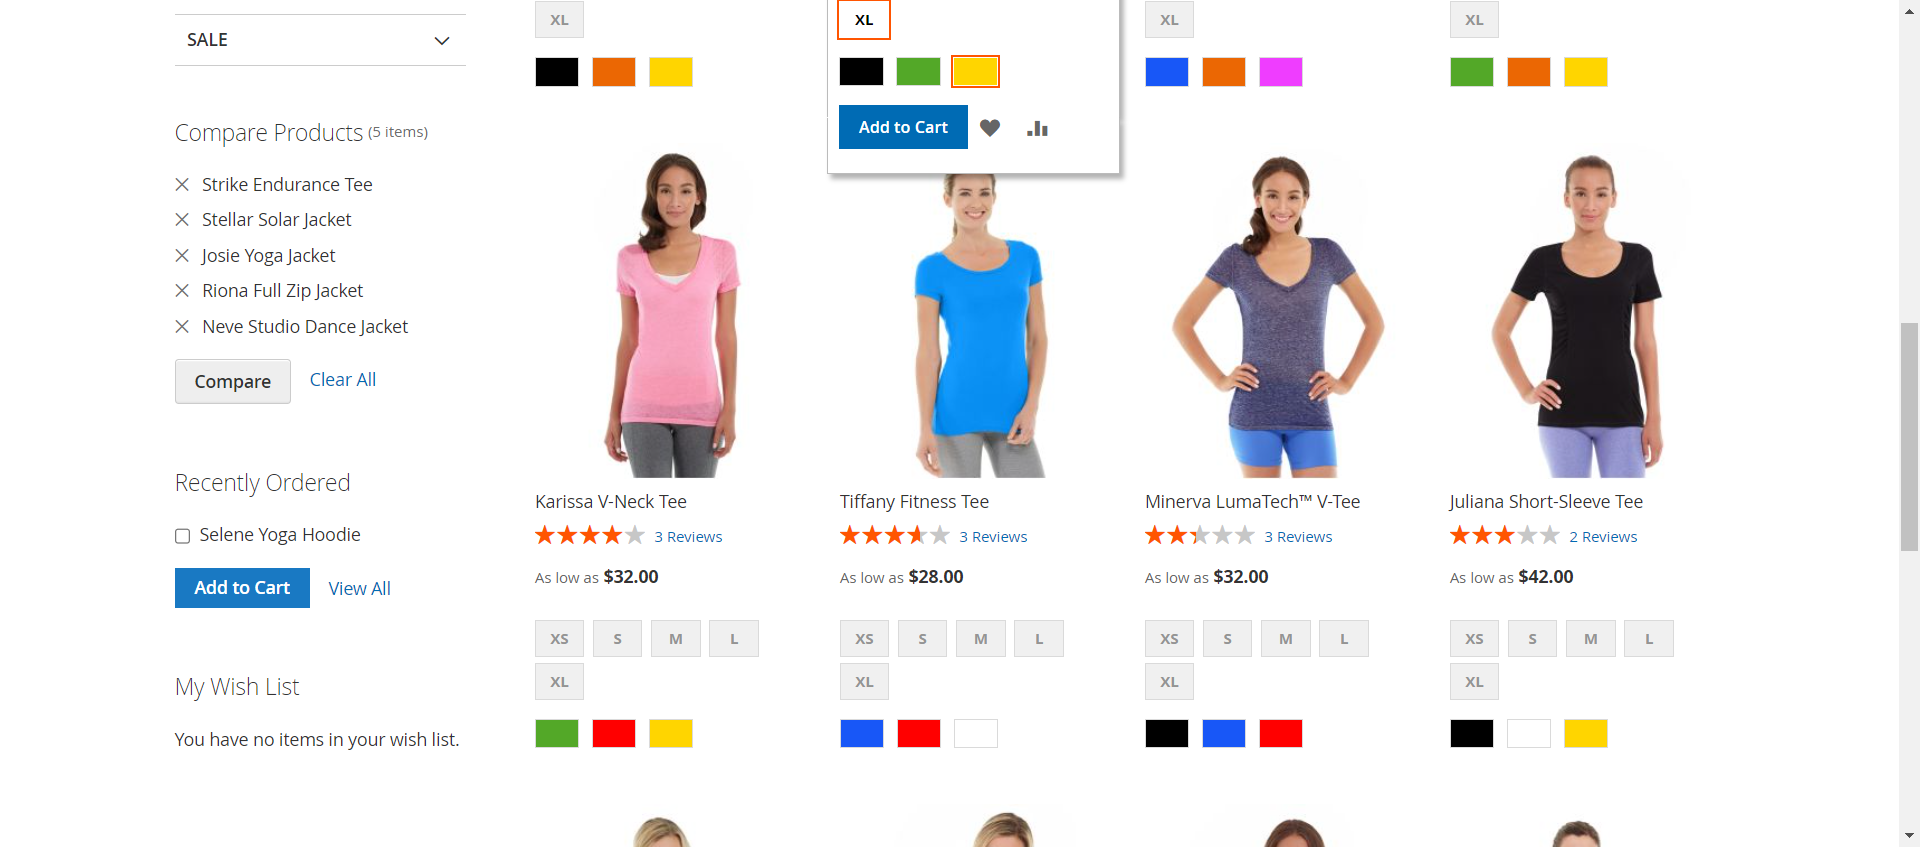 SALE
Compare Products (5 items)
Strike Endurance Tee
Stellar Solar Jacket
Josie Yoga Jacket
Riona Full Zip Jacket
Neve Studio Dance Jacket
Compare Clear All
Recently Ordered
Selene Yoga Hoodie
Add to Cart View All
My Wish List
You have no items in your wish list.
XL XL XL XL
Add to Cart
Karissa V-Neck Tee
3 Reviews
As low as $32.00
XS S M L
XL
Tiffany Fitness Tee
3 Reviews
As low as $28.00
XS S M L
XL
Minerva LumaTech™ V-Tee
3 Reviews
As low as $32.00
XS S M L
XL
Juliana Short-Sleeve Tee
2 Reviews
As low as $42.00
XS S M L
XL